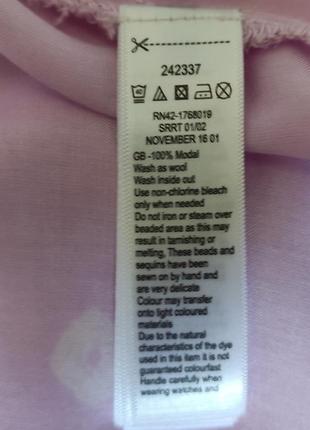 242337
RN42-1768019
SRRT 01/02
NOVEMBER 16 01
GB -100% Modal
Wash as wool
Wash inside out
Use non-chlorine bleach
only when needed
Do not iron or steam over
beaded area as this may
result in tarnishing or
melting, These beads and
sequins have been
sewn on by hand and
are very delicate
Colour may transfer
onto light coloured
materials
Due to the natural
characteristics of the dye
used in this item it is not
guaranteed colourfast
Handle carefully when
wearing watches and